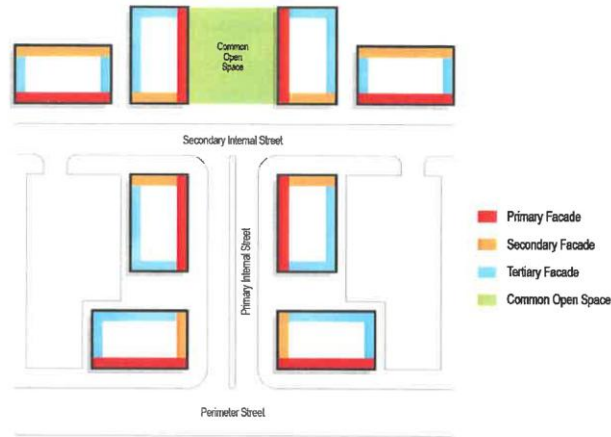 Common
Open
Space
Secondary Internal Street
Primary Internal Street
Primary Facade
Secondary Facade
Tertiary Facade
Common Open Space
Perimeter Street